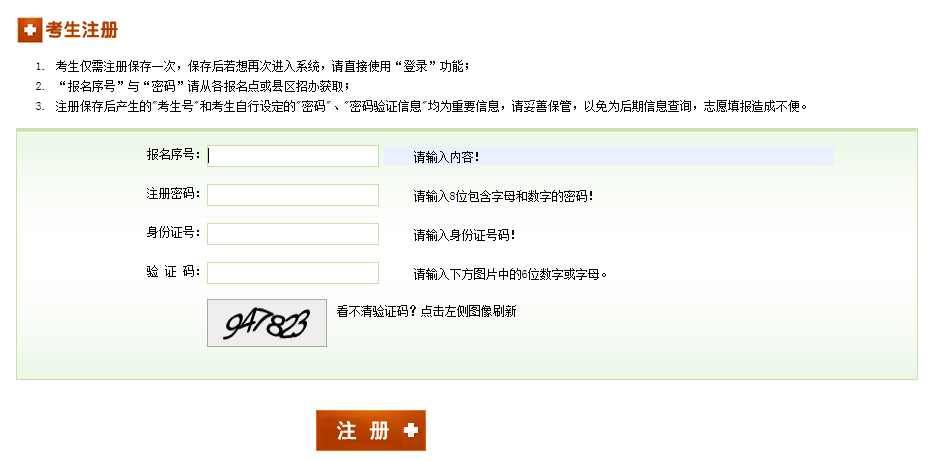 考生注册
1. 考生仅需注册保存一次，保存后若想再次进入系统，请直接使用“登录”功能；
2. “报名序号”与“密码”请从各报名点或县区招办获取；
3. 注册保存后产生的"考生号"和考生自行设定的"密码"、"密码验证信息"均为重要信息，请妥善保管，以免为后期信息查询，志愿填报造成不便。
报名序号： 请输入内容！
注册密码： 请输入8位包含字母和数字的密码！
身份证号： 请输入身份证号码！
验 证 码： 请输入下方图片中的6位数字或字母。
947823 看不清验证码？点击左侧图像刷新
注 册